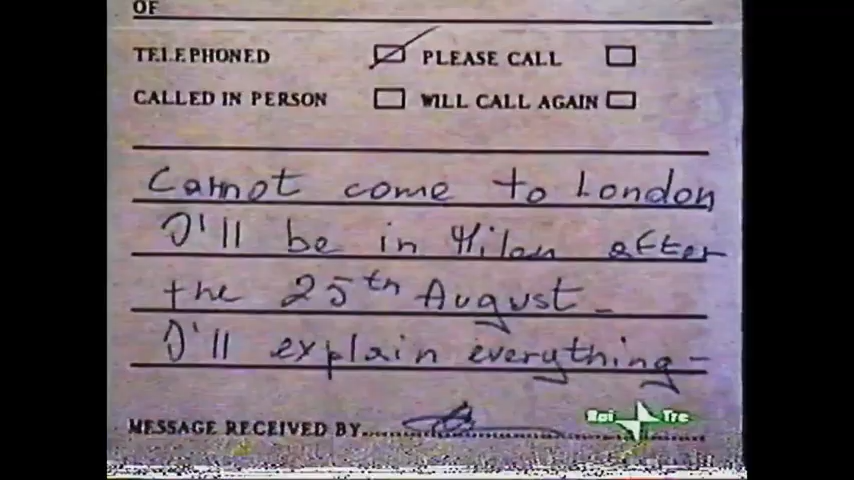 OF
TELEPHONED PLEASE CALL
CALLED IN PERSON WILL CALL AGAIN
Cannot come to London
I'll be in Milan after
the 25th August_
I'll explain everything-
MESSAGE RECEIVED BY
Rai Tre